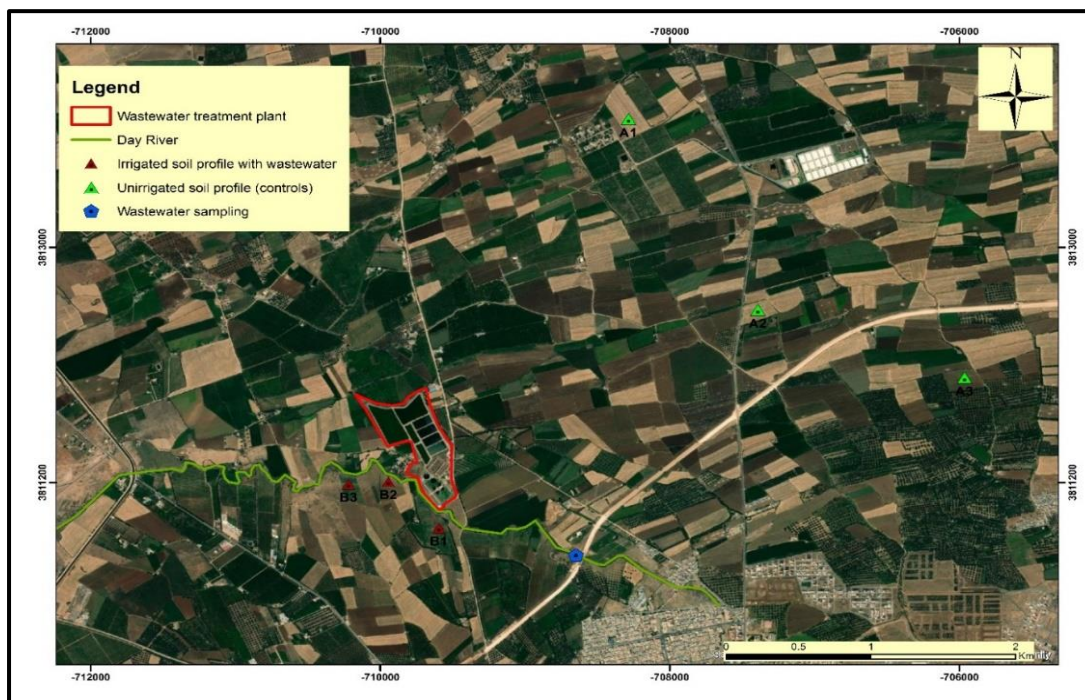 -712000
-710000
-708000
-706000
N
Legend
Wastewater treatment plant
Day River
Irrigated soil profile with wastewater
Unirrigated soil profile (controls)
Wastewater sampling
A1
3813000
3813000
A2
A3
3811200
3811200
B3
B2
B1
0
0.5
1
2
Km
-712000
-710000
-708000
-706000